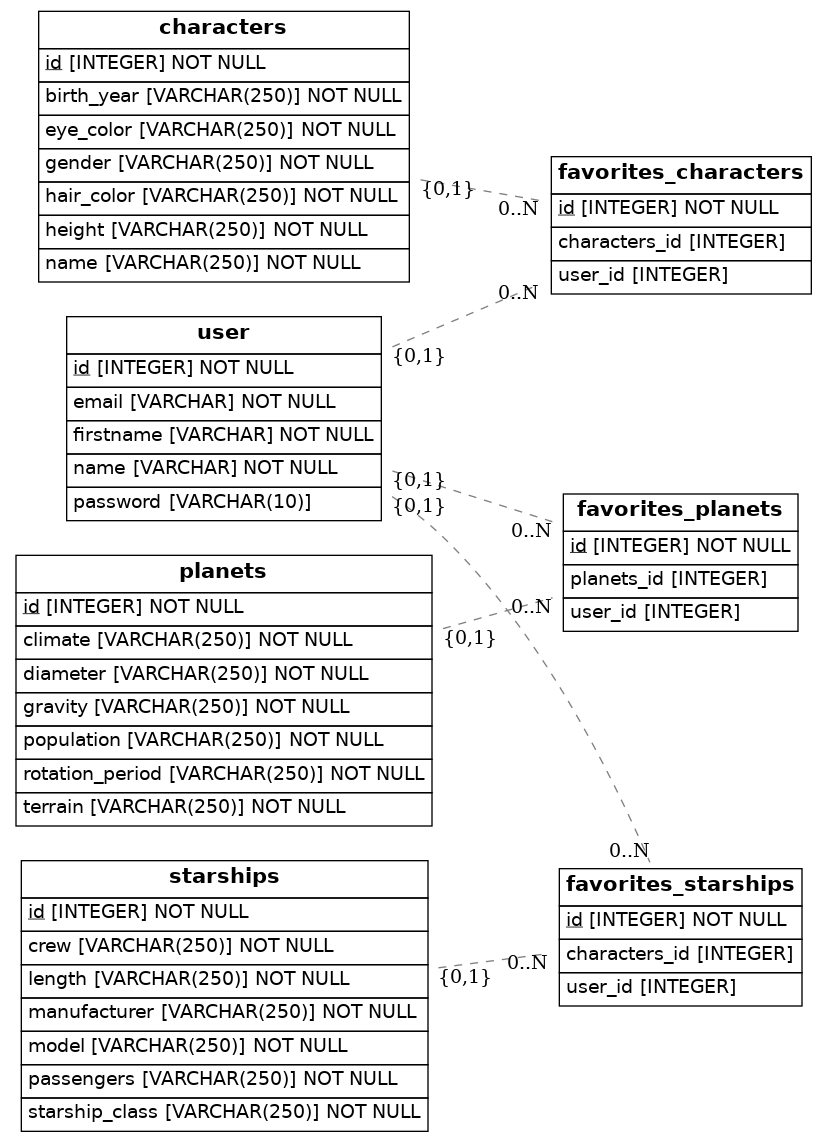 characters
id [INTEGER] NOT NULL
birth_year [VARCHAR(250)] NOT NULL
eye_color [VARCHAR(250)] NOT NULL
gender [VARCHAR(250)] NOT NULL
hair_color [VARCHAR(250)] NOT NULL
height [VARCHAR(250)] NOT NULL
name [VARCHAR(250)] NOT NULL
{0,1}
0..N
favorites_characters
id [INTEGER] NOT NULL
characters_id [INTEGER]
user_id [INTEGER]
0..N
{0,1}
user
id [INTEGER] NOT NULL
email [VARCHAR] NOT NULL
firstname [VARCHAR] NOT NULL
name [VARCHAR] NOT NULL
password [VARCHAR(10)]
{0,1}
{0,1}
0..N
favorites_planets
id [INTEGER] NOT NULL
planets_id [INTEGER]
user_id [INTEGER]
0..N
{0,1}
planets
id [INTEGER] NOT NULL
climate [VARCHAR(250)] NOT NULL
diameter [VARCHAR(250)] NOT NULL
gravity [VARCHAR(250)] NOT NULL
population [VARCHAR(250)] NOT NULL
rotation_period [VARCHAR(250)] NOT NULL
terrain [VARCHAR(250)] NOT NULL
0..N
starships
id [INTEGER] NOT NULL
crew [VARCHAR(250)] NOT NULL
length [VARCHAR(250)] NOT NULL
manufacturer [VARCHAR(250)] NOT NULL
model [VARCHAR(250)] NOT NULL
passengers [VARCHAR(250)] NOT NULL
starship_class [VARCHAR(250)] NOT NULL
{0,1}
0..N
favorites_starships
id [INTEGER] NOT NULL
characters_id [INTEGER]
user_id [INTEGER]